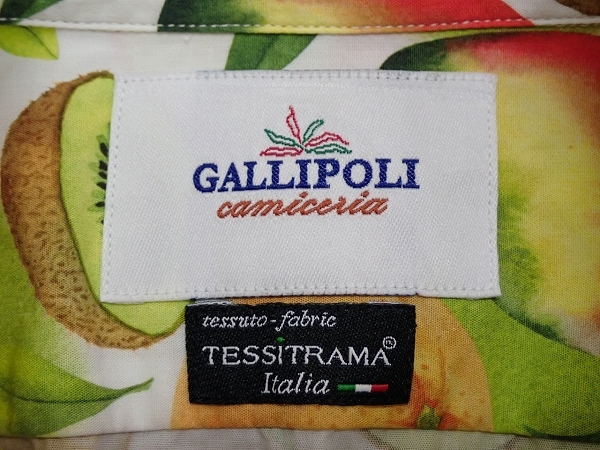 GALLIPOLI
camiceria
tessuto-fabric
TESSiTRAMA®
Italia